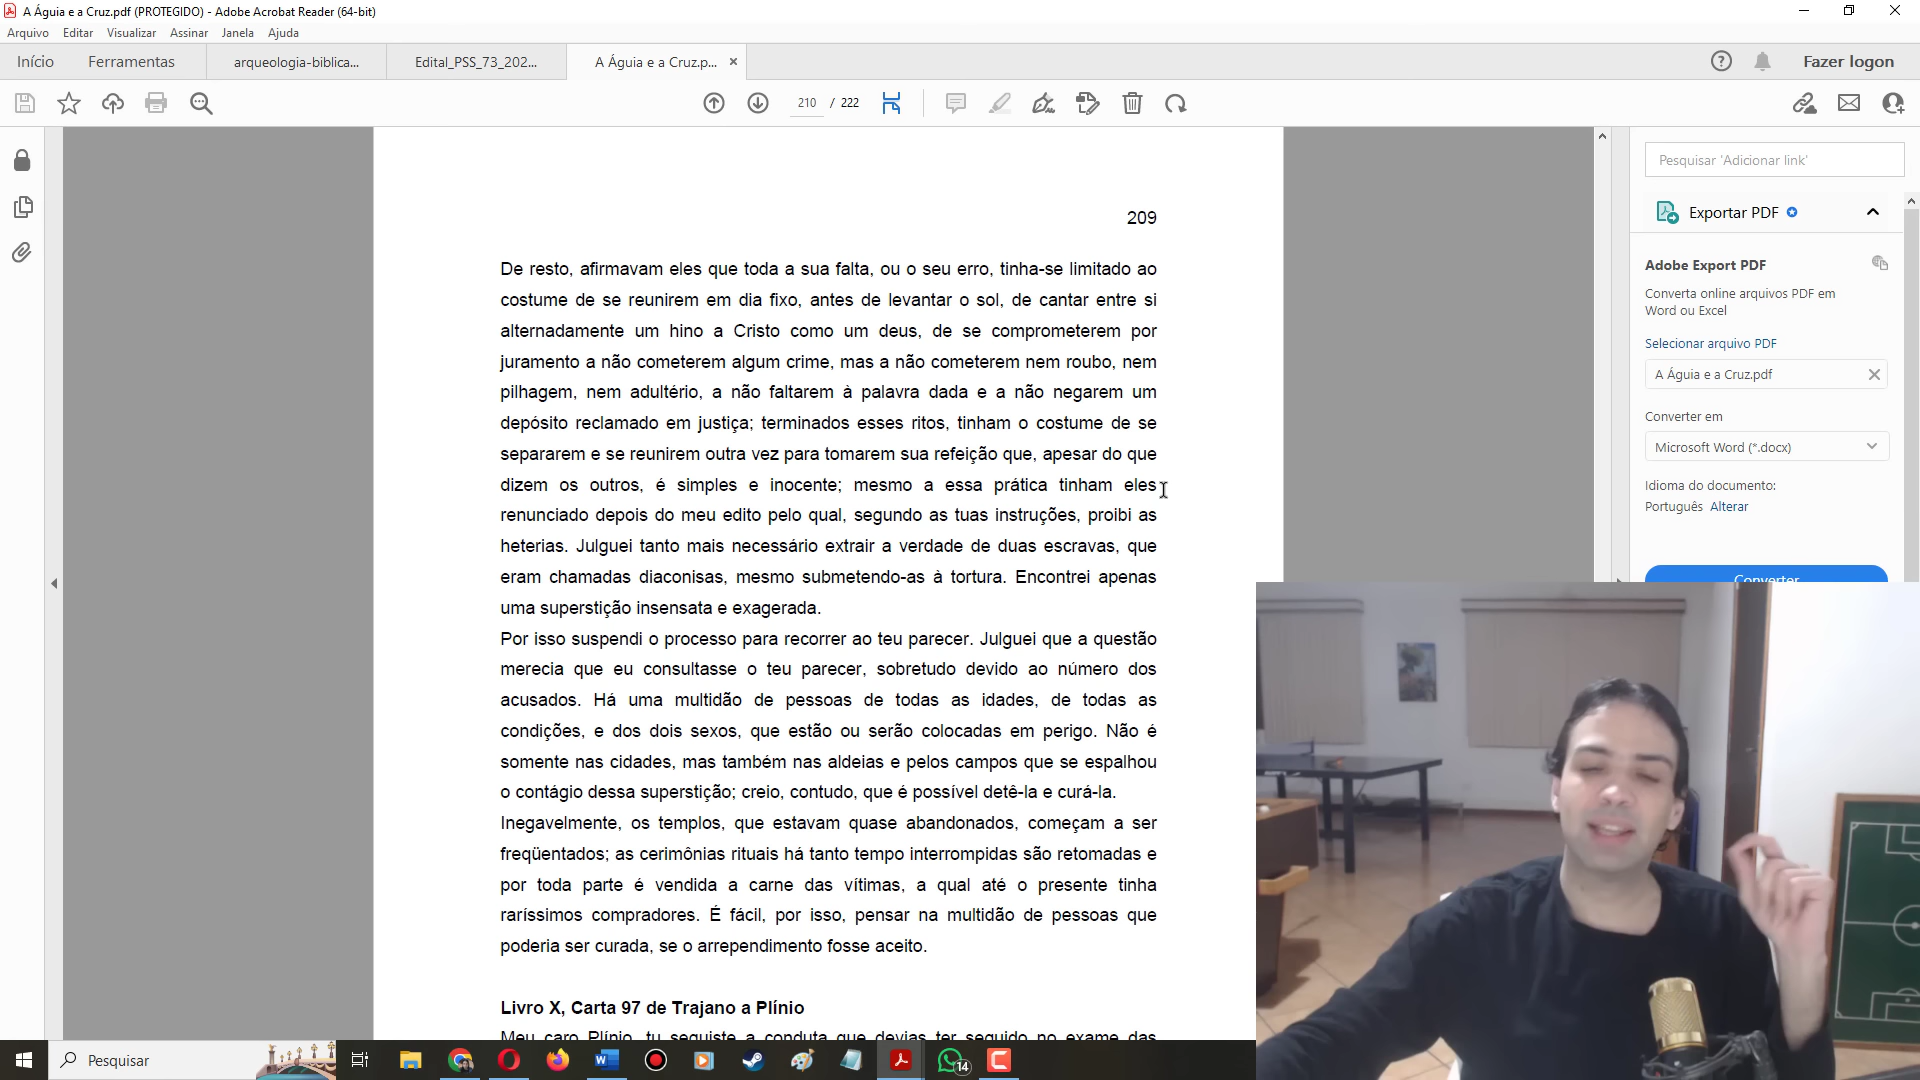 A Águia e a Cruz.pdf (PROTEGIDO) - Adobe Acrobat Reader (64-bit)
Arquivo Editar Visualizar Assinar Janela Ajuda
Início Ferramentas arqueologia-biblica... Edital_PSS_73_202... A Águia e a Cruz.p...
Fazer logon
210 / 222
209
De resto, afirmavam eles que toda a sua falta, ou o seu erro, tinha-se limitado ao
costume de se reunirem em dia fixo, antes de levantar o sol, de cantar entre si
alternadamente um hino a Cristo como um deus, de se comprometerem por
juramento a não cometerem algum crime, mas a não cometerem nem roubo, nem
pilhagem, nem adultério, a não faltarem à palavra dada e a não negarem um
depósito reclamado em justiça; terminados esses ritos, tinham o costume de se
separarem e se reunirem outra vez para tomarem sua refeição que, apesar do que
dizem os outros, é simples e inocente; mesmo a essa prática tinham eles
renunciado depois do meu edito pelo qual, segundo as tuas instruções, proibi as
heterias. Julguei tanto mais necessário extrair a verdade de duas escravas, que
eram chamadas diaconisas, mesmo submetendo-as à tortura. Encontrei apenas
uma superstição insensata e exagerada.
Por isso suspendi o processo para recorrer ao teu parecer. Julguei que a questão
merecia que eu consultasse o teu parecer, sobretudo devido ao número dos
acusados. Há uma multidão de pessoas de todas as idades, de todas as
condições, e dos dois sexos, que estão ou serão colocadas em perigo. Não é
somente nas cidades, mas também nas aldeias e pelos campos que se espalhou
o contágio dessa superstição; creio, contudo, que é possível detê-la e curá-la.
Inegavelmente, os templos, que estavam quase abandonados, começam a ser
freqüentados; as cerimônias rituais há tanto tempo interrompidas são retomadas e
por toda parte é vendida a carne das vítimas, a qual até o presente tinha
raríssimos compradores. É fácil, por isso, pensar na multidão de pessoas que
poderia ser curada, se o arrependimento fosse aceito.
Livro X, Carta 97 de Trajano a Plínio
Meu caro Plínio, tu seguiste a conduta que devias ter seguido no exame das
Pesquisar 'Adicionar link'
Exportar PDF
Adobe Export PDF
Converta online arquivos PDF em
Word ou Excel
Selecionar arquivo PDF
A Águia e a Cruz.pdf
Converter em
Microsoft Word (*.docx)
Idioma do documento:
Português Alterar
Converter
Pesquisar
14